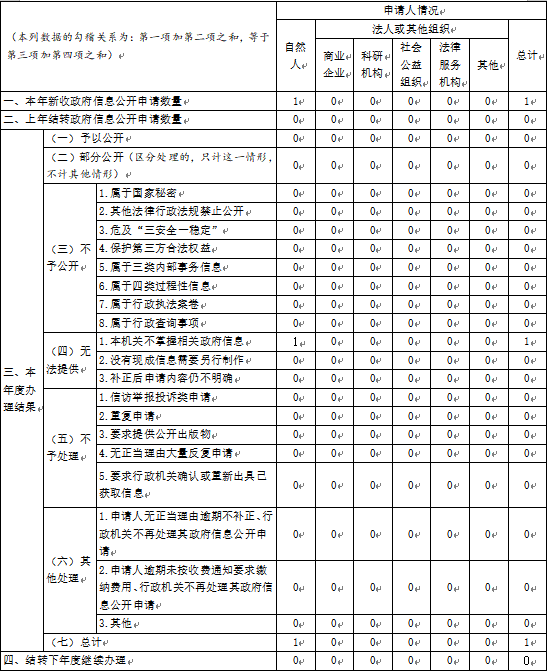 申请人情况
(本列数据的勾稽关系为：第一项加第二项之和，等于
第三项加第四项之和)
自然
人
法人或其他组织
总计
商业
企业
科研
机构
社会
公益
组织
法律
服务
机构
其他
一、本年新收政府信息公开申请数量 1 0 0 0 0 0 1
二、上年结转政府信息公开申请数量 0 0 0 0 0 0 0
三、本
年度办
理结果
（一）予以公开 0 0 0 0 0 0 0
（二）部分公开（区分处理的，只计这一情形，
不计其他情形） 0 0 0 0 0 0 0
（三）不
予公开
1.属于国家秘密 0 0 0 0 0 0 0
2.其他法律行政法规禁止公开 0 0 0 0 0 0 0
3.危及“三安全一稳定” 0 0 0 0 0 0 0
4.保护第三方合法权益 0 0 0 0 0 0 0
5.属于三类内部事务信息 0 0 0 0 0 0 0
6.属于四类过程性信息 0 0 0 0 0 0 0
7.属于行政执法案卷 0 0 0 0 0 0 0
8.属于行政查询事项 0 0 0 0 0 0 0
（四）无
法提供
1.本机关不掌握相关政府信息 1 0 0 0 0 0 1
2.没有现成信息需要另行制作 0 0 0 0 0 0 0
3.补正后申请内容仍不明确 0 0 0 0 0 0 0
（五）不
予处理
1.信访举报投诉类申请 0 0 0 0 0 0 0
2.重复申请 0 0 0 0 0 0 0
3.要求提供公开出版物 0 0 0 0 0 0 0
4.无正当理由大量反复申请 0 0 0 0 0 0 0
5.要求行政机关确认或重新出具已
获取信息 0 0 0 0 0 0 0
（六）其
他处理
1.申请人无正当理由逾期不补正、行
政机关不再处理其政府信息公开申
请 0 0 0 0 0 0 0
2.申请人逾期未按收费通知要求缴
纳费用、行政机关不再处理其政府信
息公开申请 0 0 0 0 0 0 0
3.其他 0 0 0 0 0 0 0
（七）总计 1 0 0 0 0 0 1
四、结转下年度继续办理 0 0 0 0 0 0 0